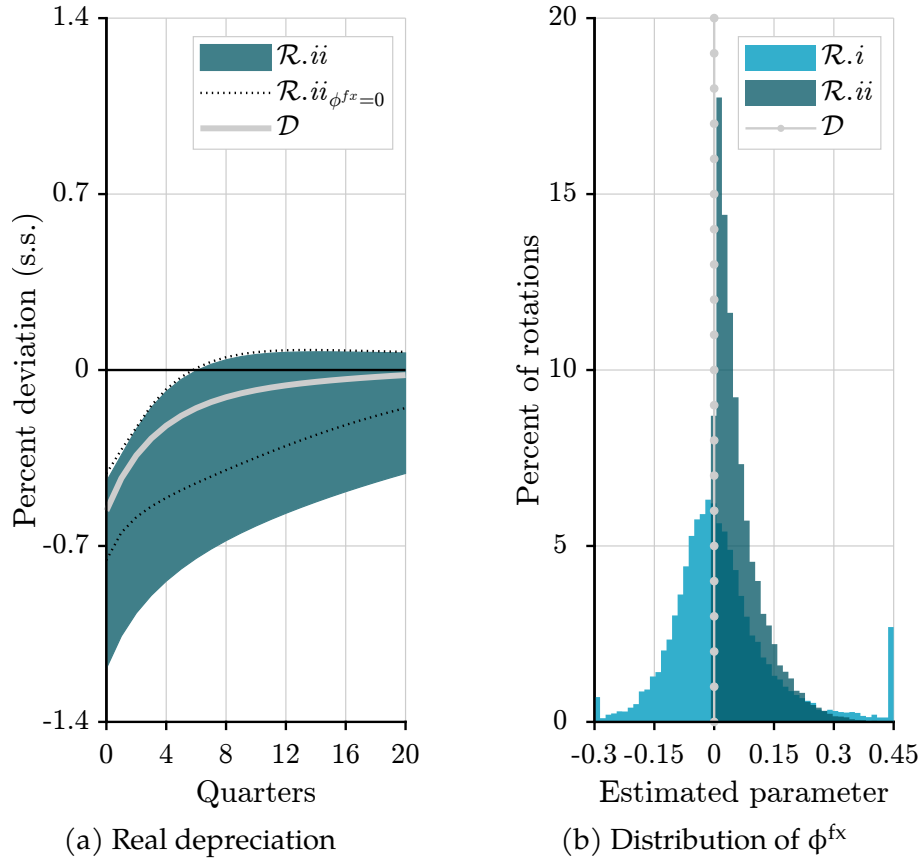 1.4
0.7
0
-0.7
-1.4
Percent deviation (s.s.)
R.ii
R.ii_{ϕ^{fx}=0}
D
0 4 8 12 16 20
Quarters
(a) Real depreciation
20
15
10
5
0
Percent of rotations
R.i
R.ii
D
-0.3 -0.15 0 0.15 0.3 0.45
Estimated parameter
(b) Distribution of ϕ^{fx}